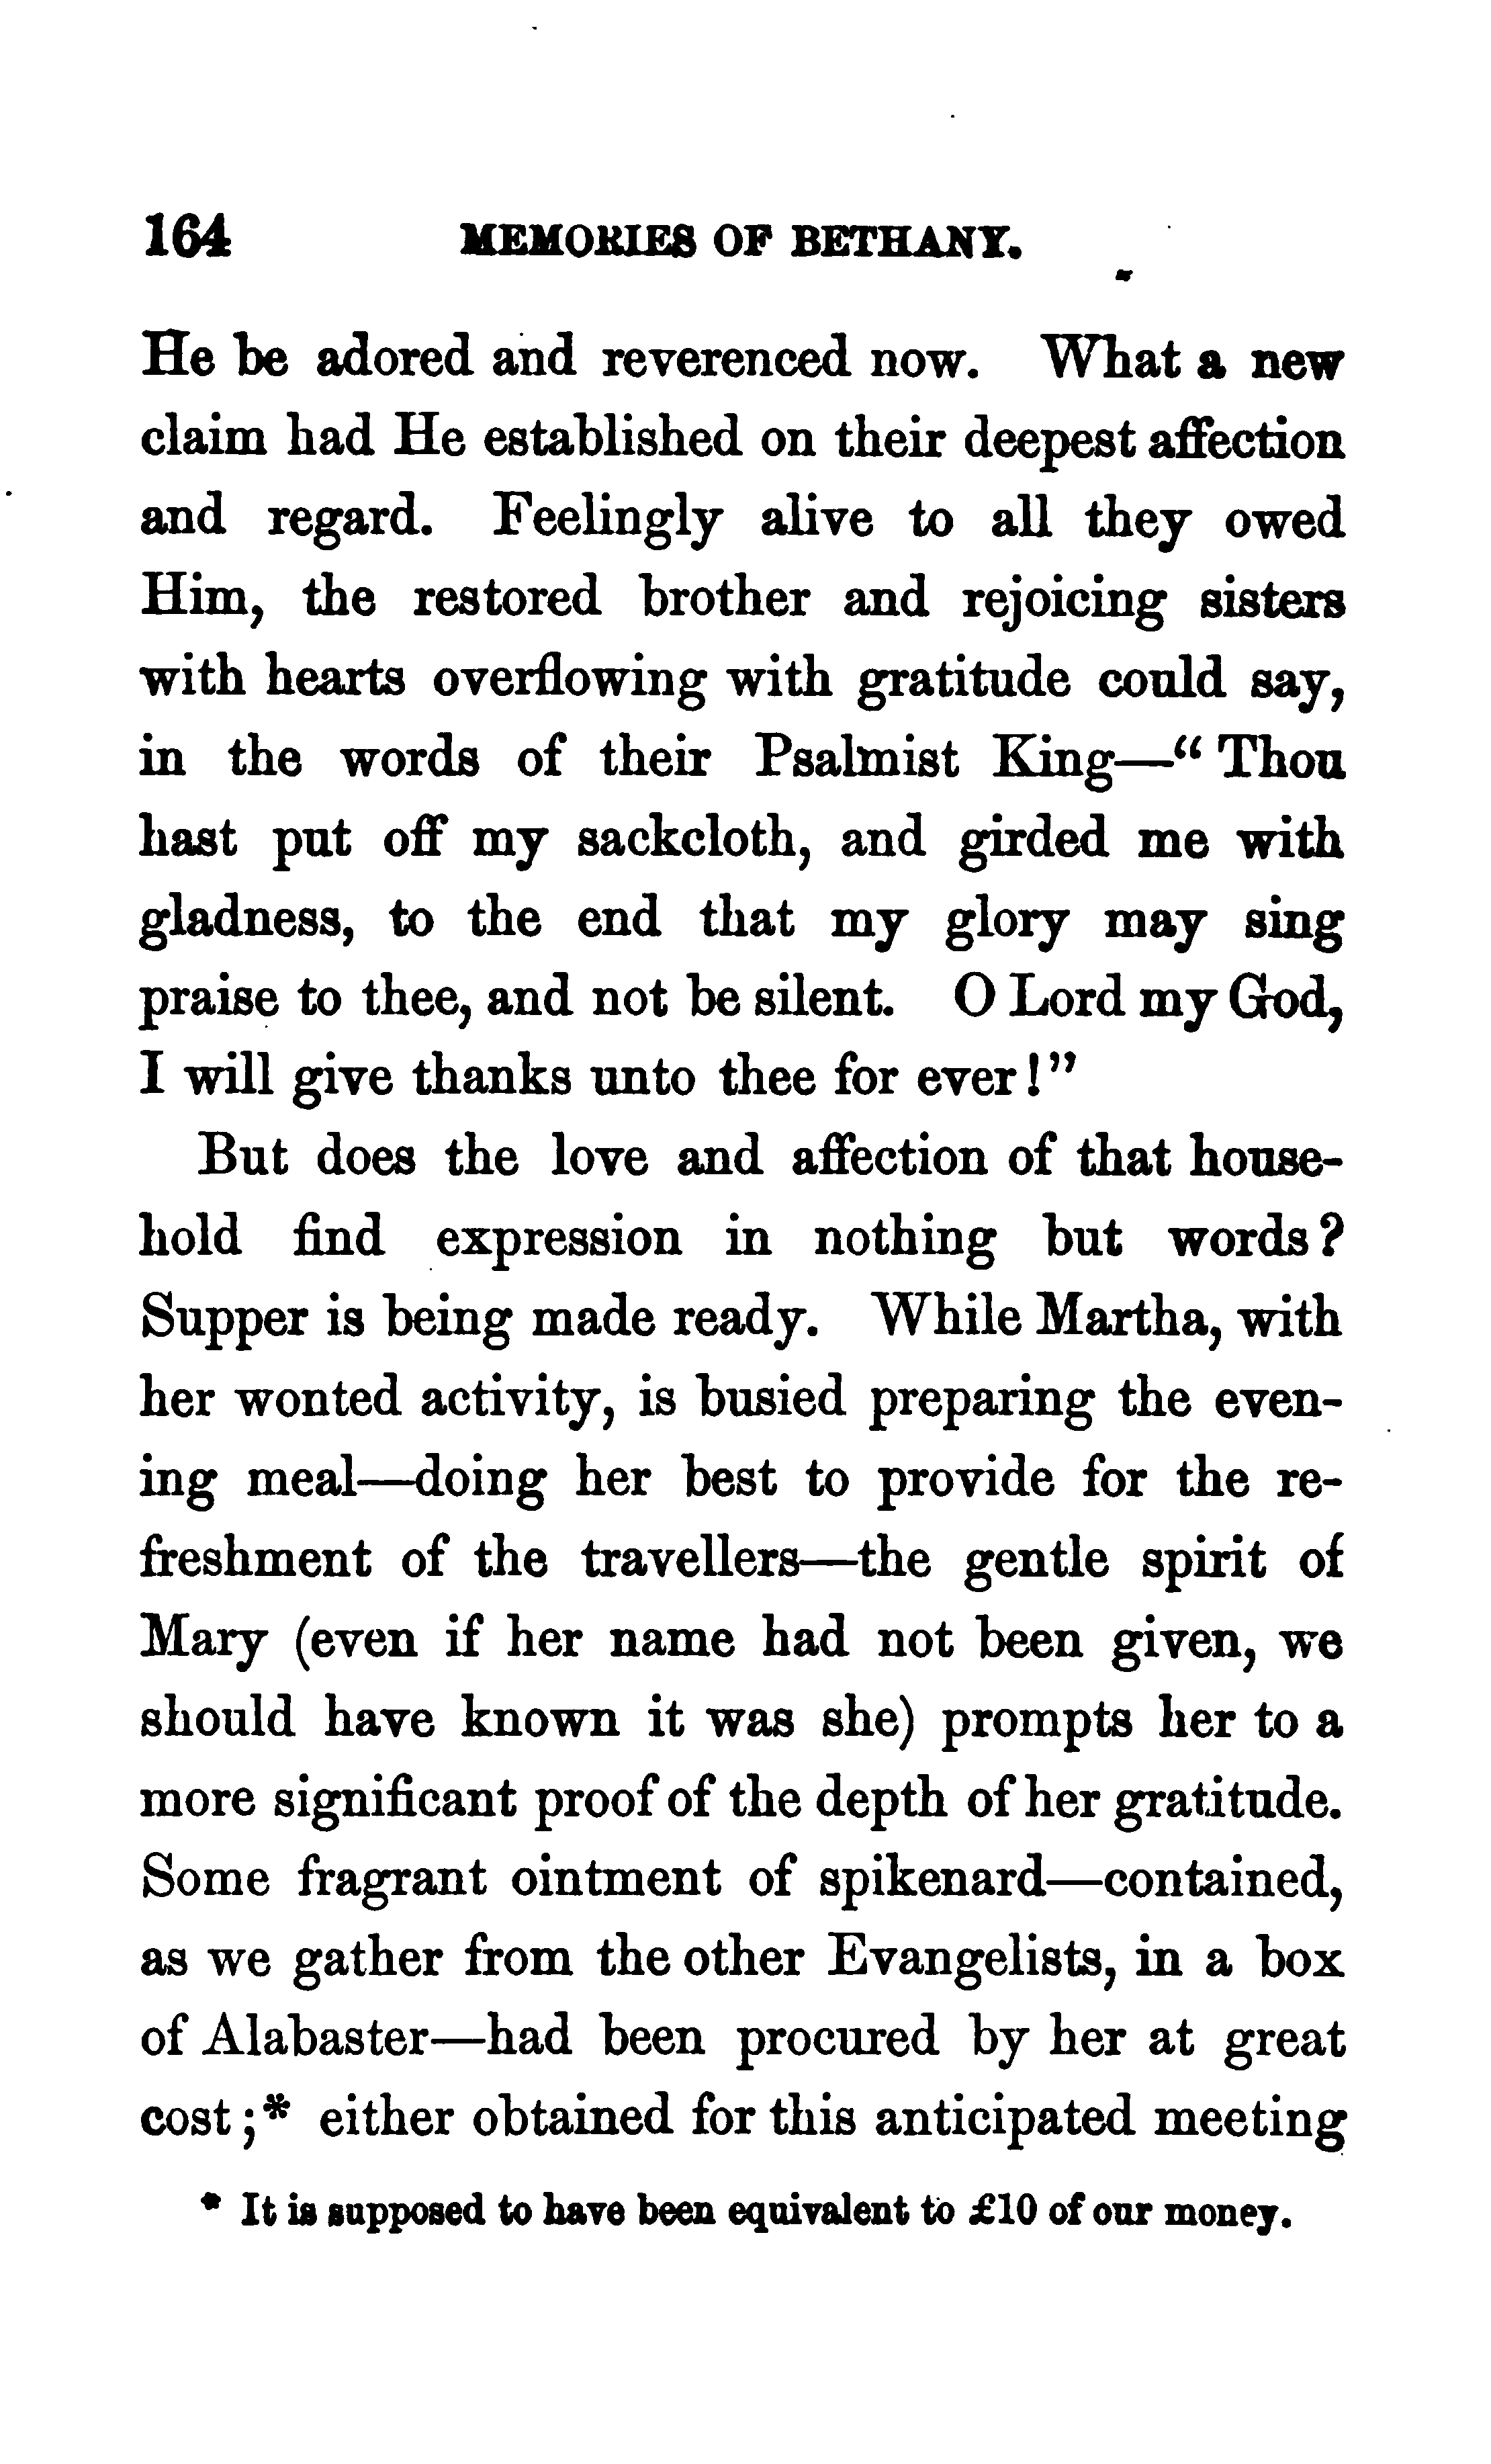 164 MEMORIES OF BETHANY.
He be adored and reverenced now. What a new
claim had He established on their deepest affection
and regard. Feelingly alive to all they owed
Him, the restored brother and rejoicing sisters
with hearts overflowing with gratitude could say,
in the words of their Psalmist King—“Thou
hast put off my sackcloth, and girded me with
gladness, to the end that my glory may sing
praise to thee, and not be silent. O Lord my God,
I will give thanks unto thee for ever!”
But does the love and affection of that house-
hold find expression in nothing but words?
Supper is being made ready. While Martha, with
her wonted activity, is busied preparing the even-
ing meal—doing her best to provide for the re-
freshment of the travellers—the gentle spirit of
Mary (even if her name had not been given, we
should have known it was she) prompts her to a
more significant proof of the depth of her gratitude.
Some fragrant ointment of spikenard—contained,
as we gather from the other Evangelists, in a box
of Alabaster—had been procured by her at great
cost;* either obtained for this anticipated meeting
* It is supposed to have been equivalent to £10 of our money.